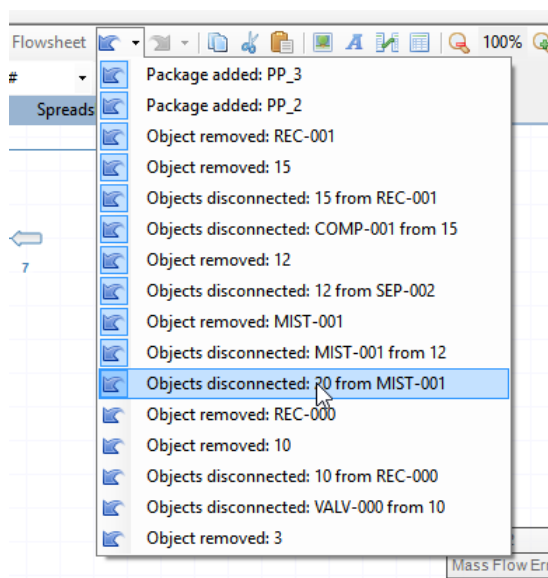 Flowsheet 100%
#
Spreads
7
Package added: PP_3
Package added: PP_2
Object removed: REC-001
Object removed: 15
Objects disconnected: 15 from REC-001
Objects disconnected: COMP-001 from 15
Object removed: 12
Objects disconnected: 12 from SEP-002
Object removed: MIST-001
Objects disconnected: MIST-001 from 12
Objects disconnected: 20 from MIST-001
Object removed: REC-000
Object removed: 10
Objects disconnected: 10 from REC-000
Objects disconnected: VALV-000 from 10
Object removed: 3
Mass Flow Err